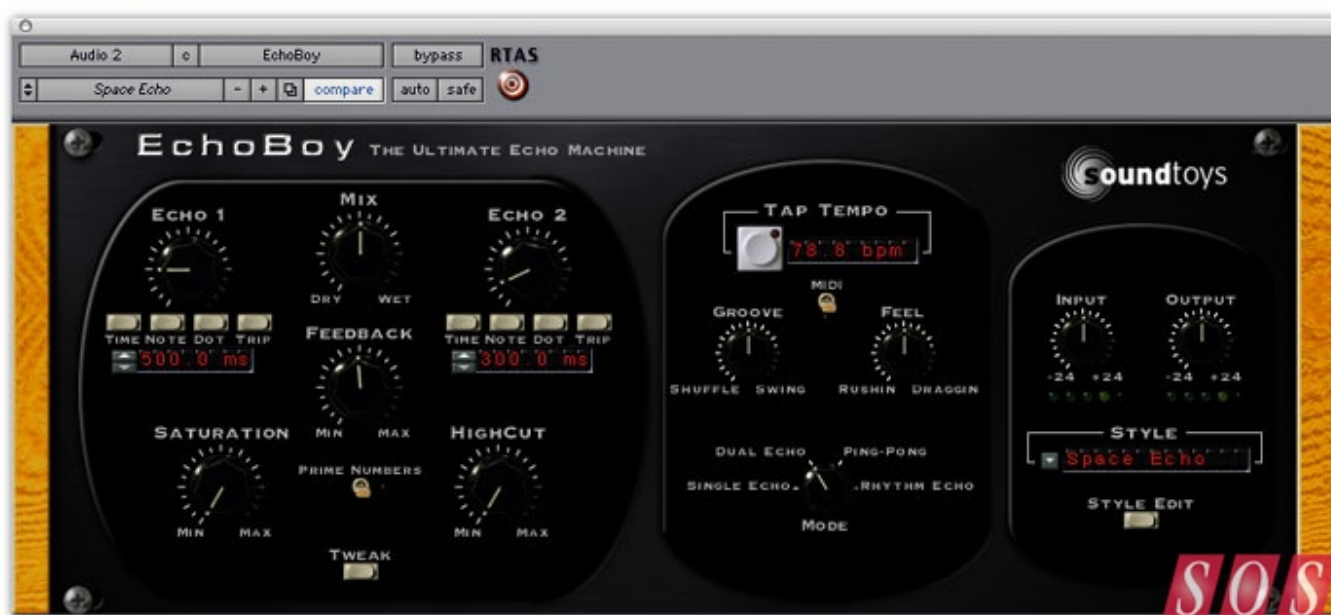 Audio 2 c EchoBoy bypass RTAS
Space Echo - + compare auto safe
EchoBoy The Ultimate Echo Machine
soundtoys
Echo 1
Mix
Dry Wet
Echo 2
Time Note Dot Trip
500.0 ms
Feedback
Min Max
Time Note Dot Trip
300.0 ms
Saturation
Min Max
Prime Numbers
HighCut
Min Max
Tweak
Tap Tempo
78.8 bpm
MIDI
Groove
Shuffle Swing
Feel
Rushin Draggin
Dual Echo Ping-Pong
Single Echo Rhythm Echo
Mode
Input Output
-24 +24 -24 +24
Style
Space Echo
Style Edit
SOS